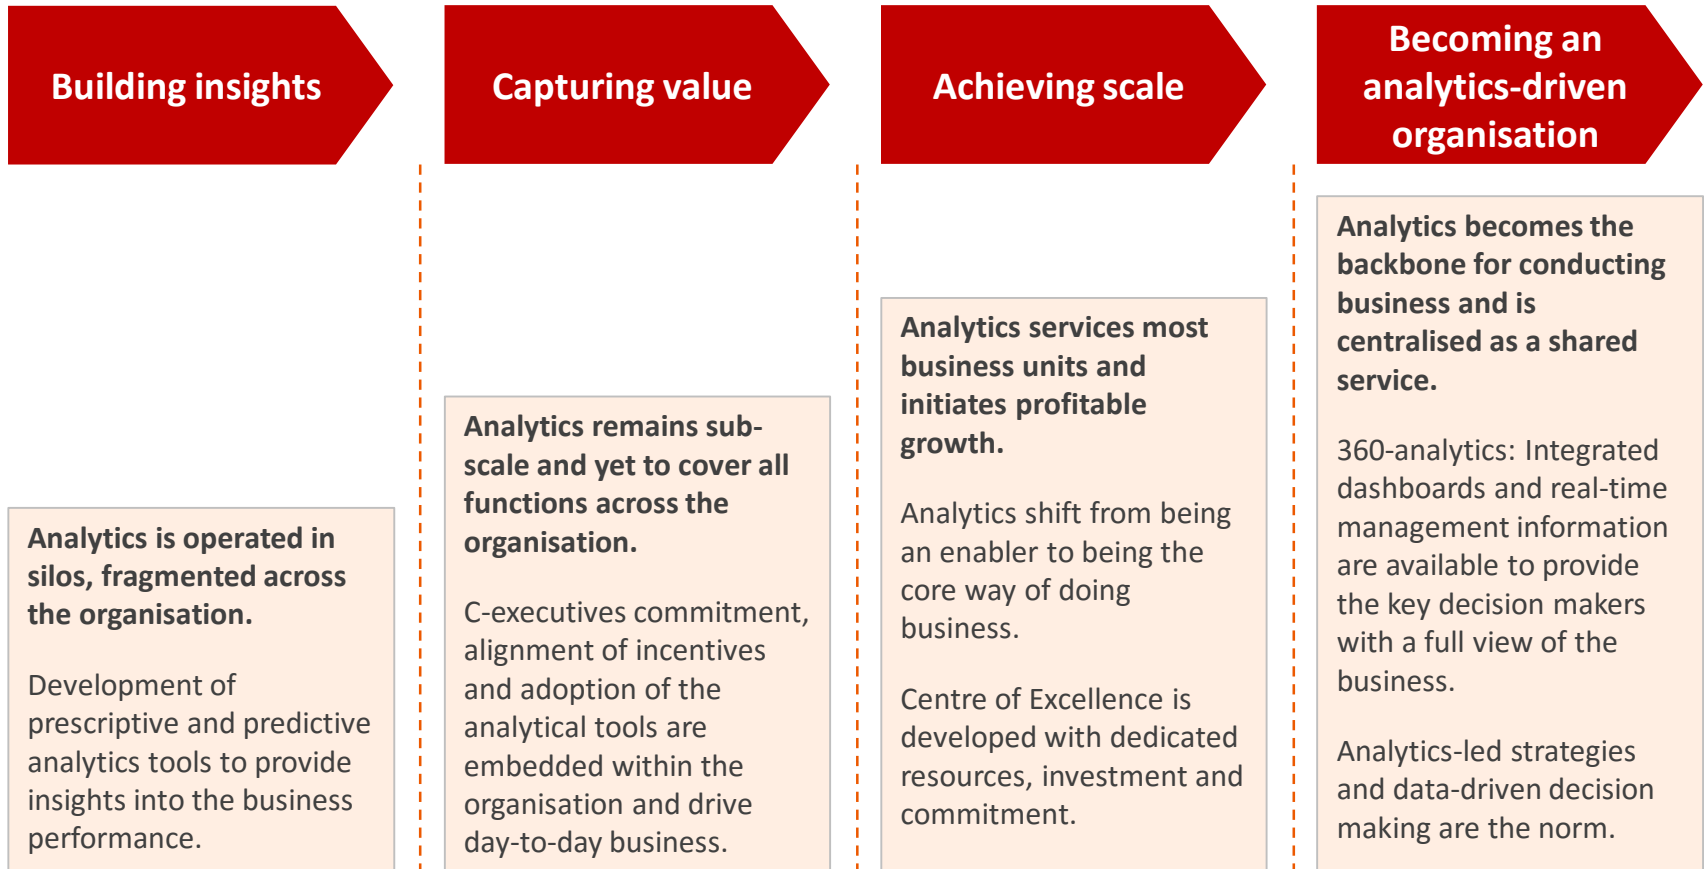 Building insights
Analytics is operated in
silos, fragmented across
the organisation.
Development of
prescriptive and predictive
analytics tools to provide
insights into the business
performance.
Capturing value
Analytics remains sub-
scale and yet to cover all
functions across the
organisation.
C-executives commitment,
alignment of incentives
and adoption of the
analytical tools are
embedded within the
organisation and drive
day-to-day business.
Achieving scale
Analytics services most
business units and
initiates profitable
growth.
Analytics shift from being
an enabler to being the
core way of doing
business.
Centre of Excellence is
developed with dedicated
resources, investment and
commitment.
Becoming an
analytics-driven
organisation
Analytics becomes the
backbone for conducting
business and is
centralised as a shared
service.
360-analytics: Integrated
dashboards and real-time
management information
are available to provide
the key decision makers
with a full view of the
business.
Analytics-led strategies
and data-driven decision
making are the norm.